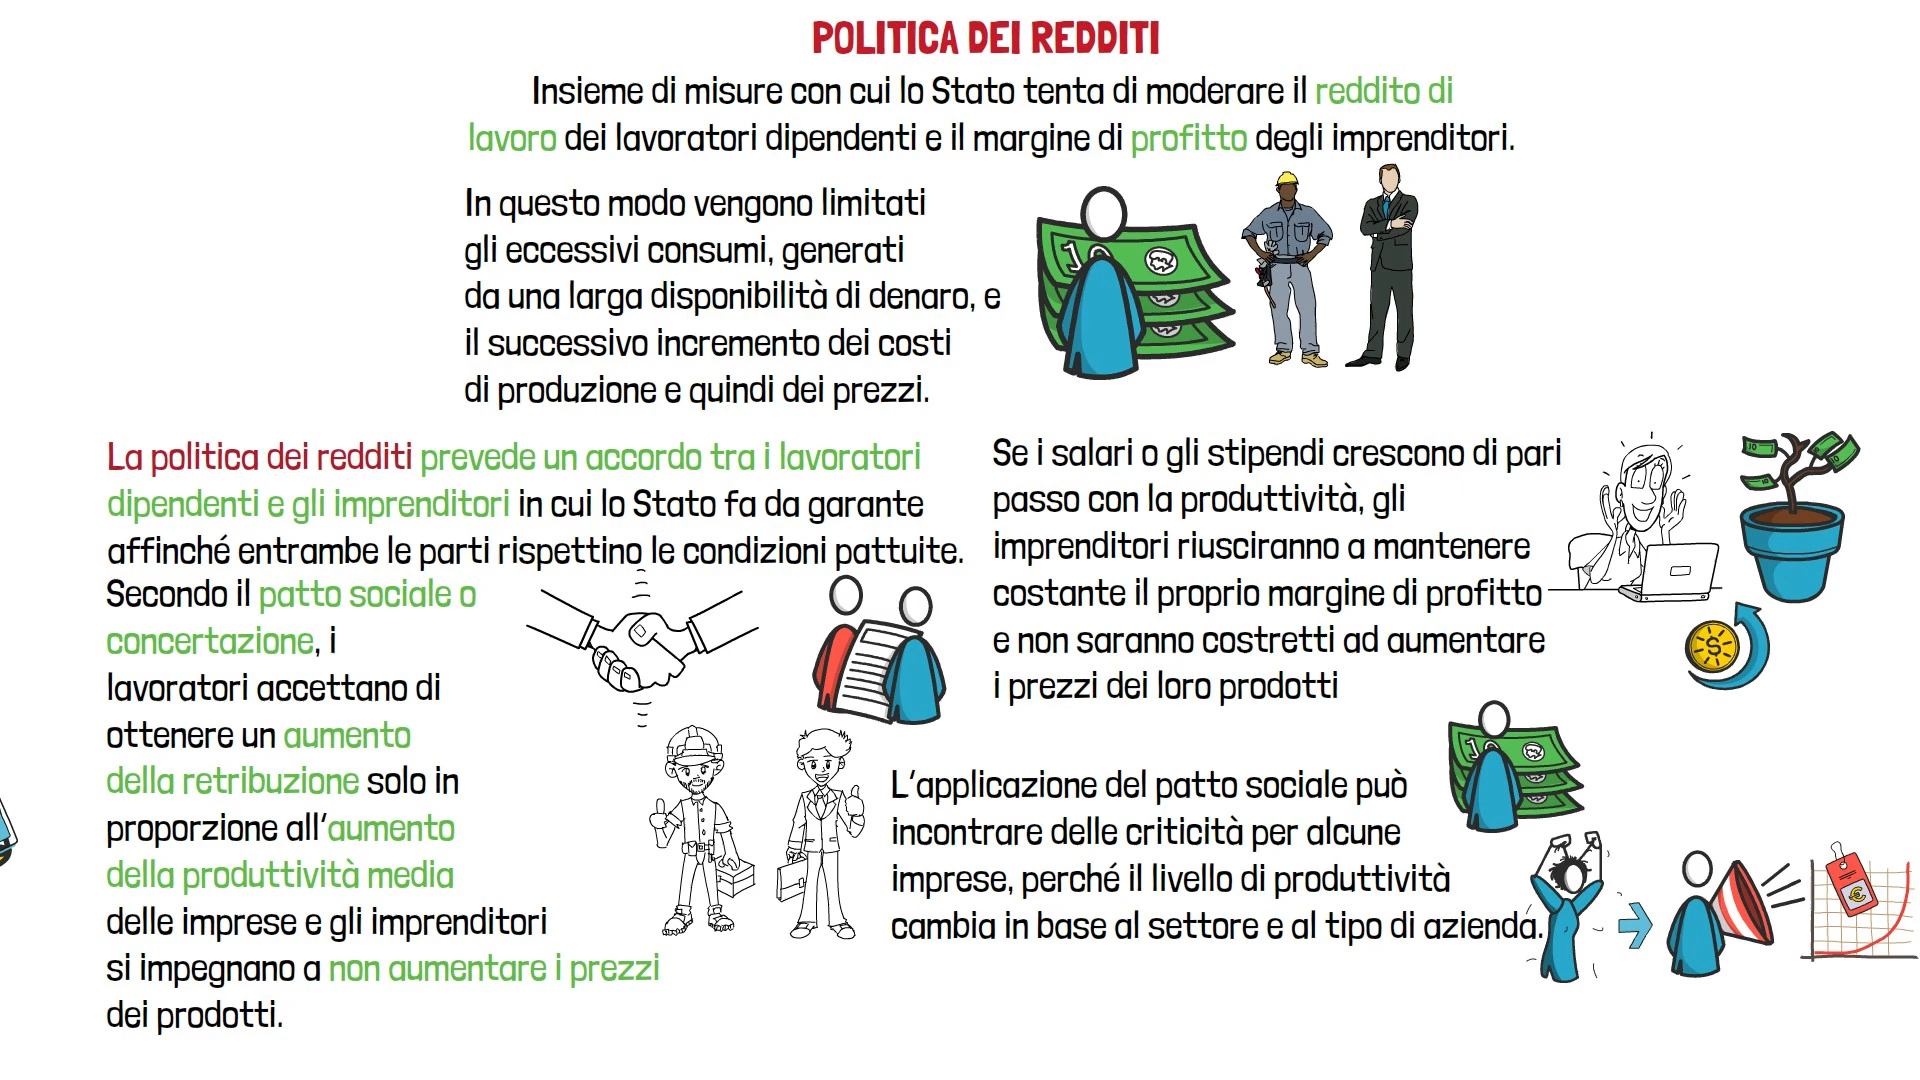 POLITICA DEI REDDITI
Insieme di misure con cui lo Stato tenta di moderare il reddito di
lavoro dei lavoratori dipendenti e il margine di profitto degli imprenditori.
In questo modo vengono limitati
gli eccessivi consumi, generati
da una larga disponibilità di denaro, e
il successivo incremento dei costi
di produzione e quindi dei prezzi.
La politica dei redditi prevede un accordo tra i lavoratori
dipendenti e gli imprenditori in cui lo Stato fa da garante
affinché entrambe le parti rispettino le condizioni pattuite.
Secondo il patto sociale o
concertazione, i
lavoratori accettano di
ottenere un aumento
della retribuzione solo in
proporzione all'aumento
della produttività media
delle imprese e gli imprenditori
si impegnano a non aumentare i prezzi
dei prodotti.
Se i salari o gli stipendi crescono di pari
passo con la produttività, gli
imprenditori riusciranno a mantenere
costante il proprio margine di profitto
e non saranno costretti ad aumentare
i prezzi dei loro prodotti
L'applicazione del patto sociale può
incontrare delle criticità per alcune
imprese, perché il livello di produttività
cambia in base al settore e al tipo di azienda.